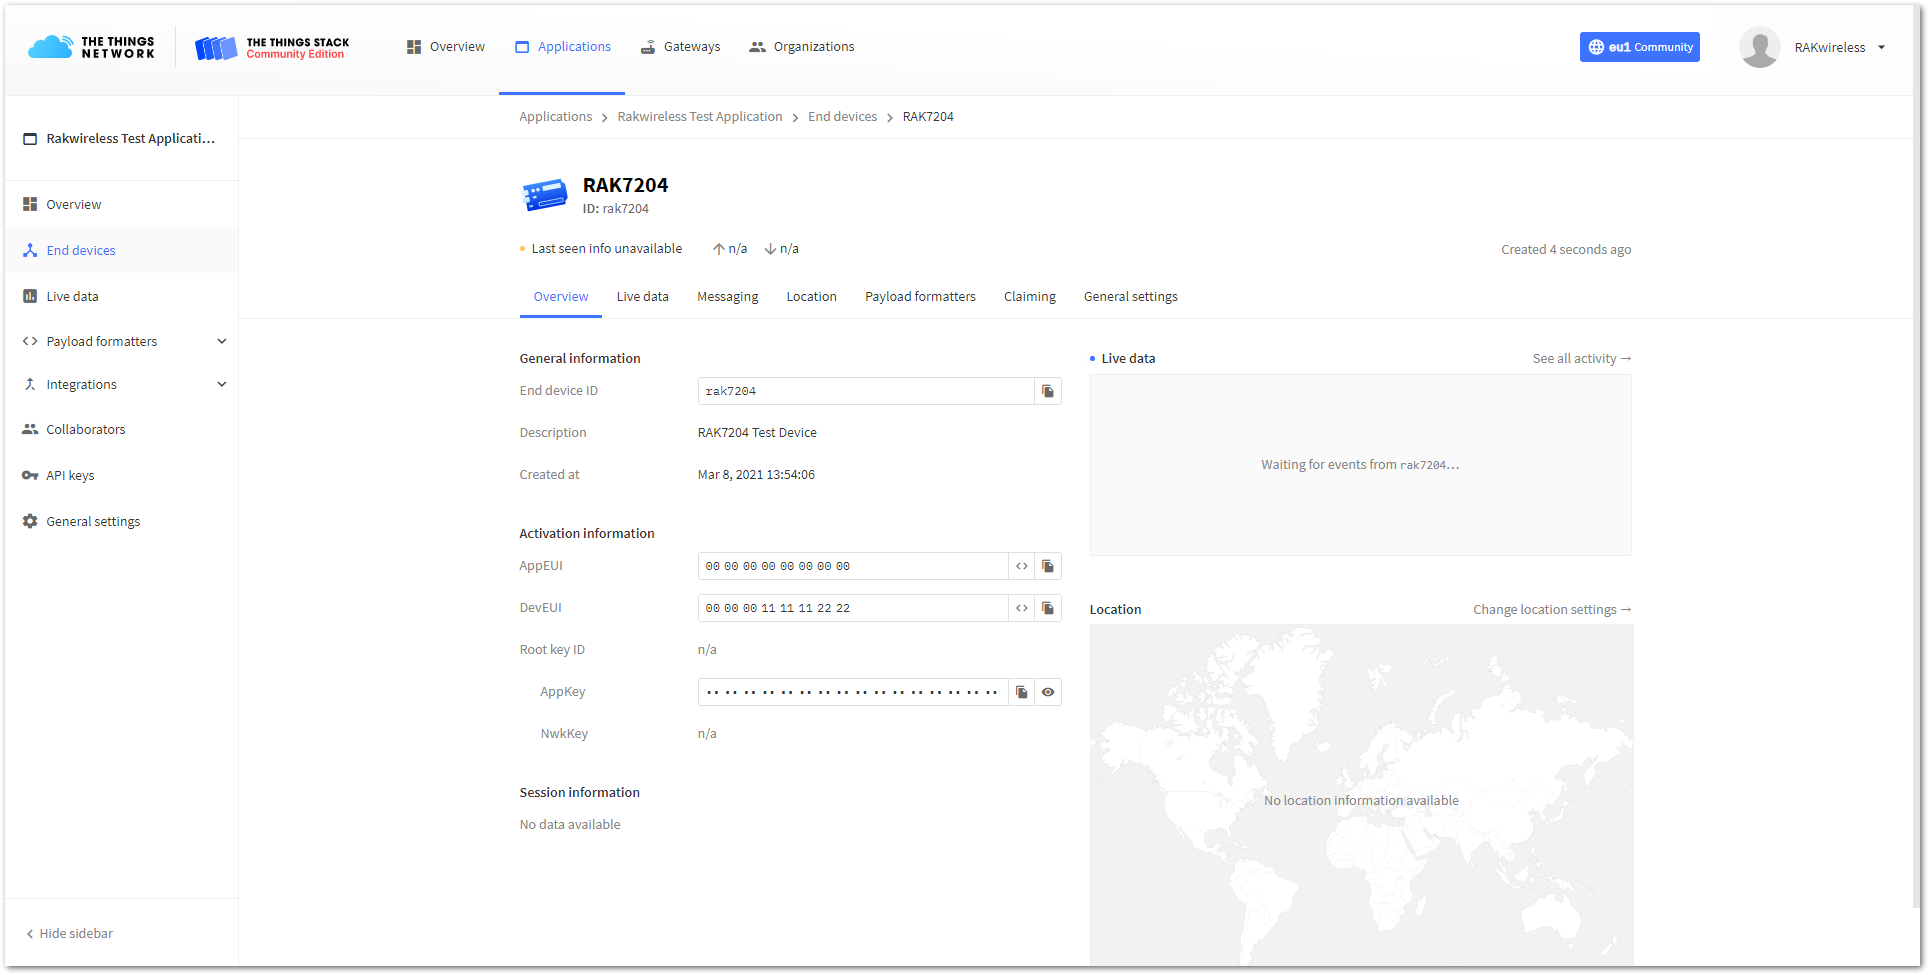 THE THINGS NETWORK
THE THINGS STACK
Community Edition
Overview
Applications
Gateways
Organizations
eu1 Community
RAKwireless
Rakwireless Test Applicati...
Overview
End devices
Live data
Payload formatters
Integrations
Collaborators
API keys
General settings
Hide sidebar
Applications > Rakwireless Test Application > End devices > RAK7204
RAK7204
ID: rak7204
Last seen info unavailable ↑ n/a ↓ n/a
Created 4 seconds ago
Overview Live data Messaging Location Payload formatters Claiming General settings
General information
End device ID rak7204
Description RAK7204 Test Device
Created at Mar 8, 2021 13:54:06
Activation information
AppEUI 00 00 00 00 00 00 00 00
DevEUI 00 00 00 11 11 11 22 22
Root key ID n/a
AppKey •• •• •• •• •• •• •• •• •• •• •• •• •• •• •• ••
NwkKey n/a
Session information
No data available
Live data
See all activity →
Waiting for events from rak7204...
Location
Change location settings →
No location information available